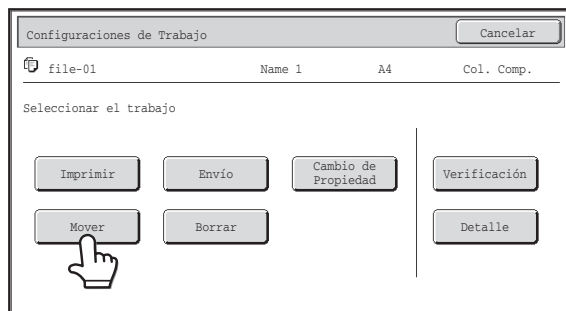 Configuraciones de Trabajo
Cancelar
file-01 Name 1 A4 Col. Comp.
Seleccionar el trabajo
Imprimir
Envío
Cambio de
Propiedad
Verificación
Mover
Borrar
Detalle